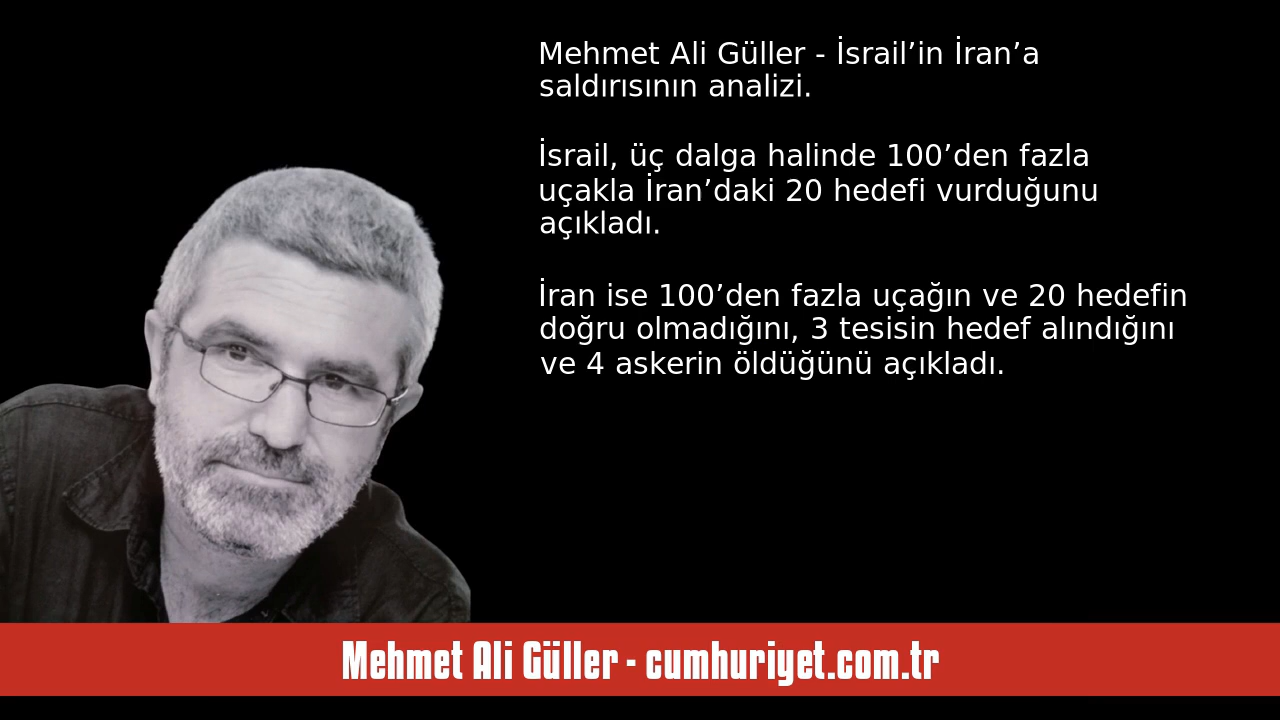 Mehmet Ali Güller - İsrail’in İran’a
saldırısının analizi.
İsrail, üç dalga halinde 100’den fazla
uçakla İran’daki 20 hedefi vurduğunu
açıkladı.
İran ise 100’den fazla uçağın ve 20 hedefin
doğru olmadığını, 3 tesisin hedef alındığını
ve 4 askerin öldüğünü açıkladı.
Mehmet Ali Güller - cumhuriyet.com.tr